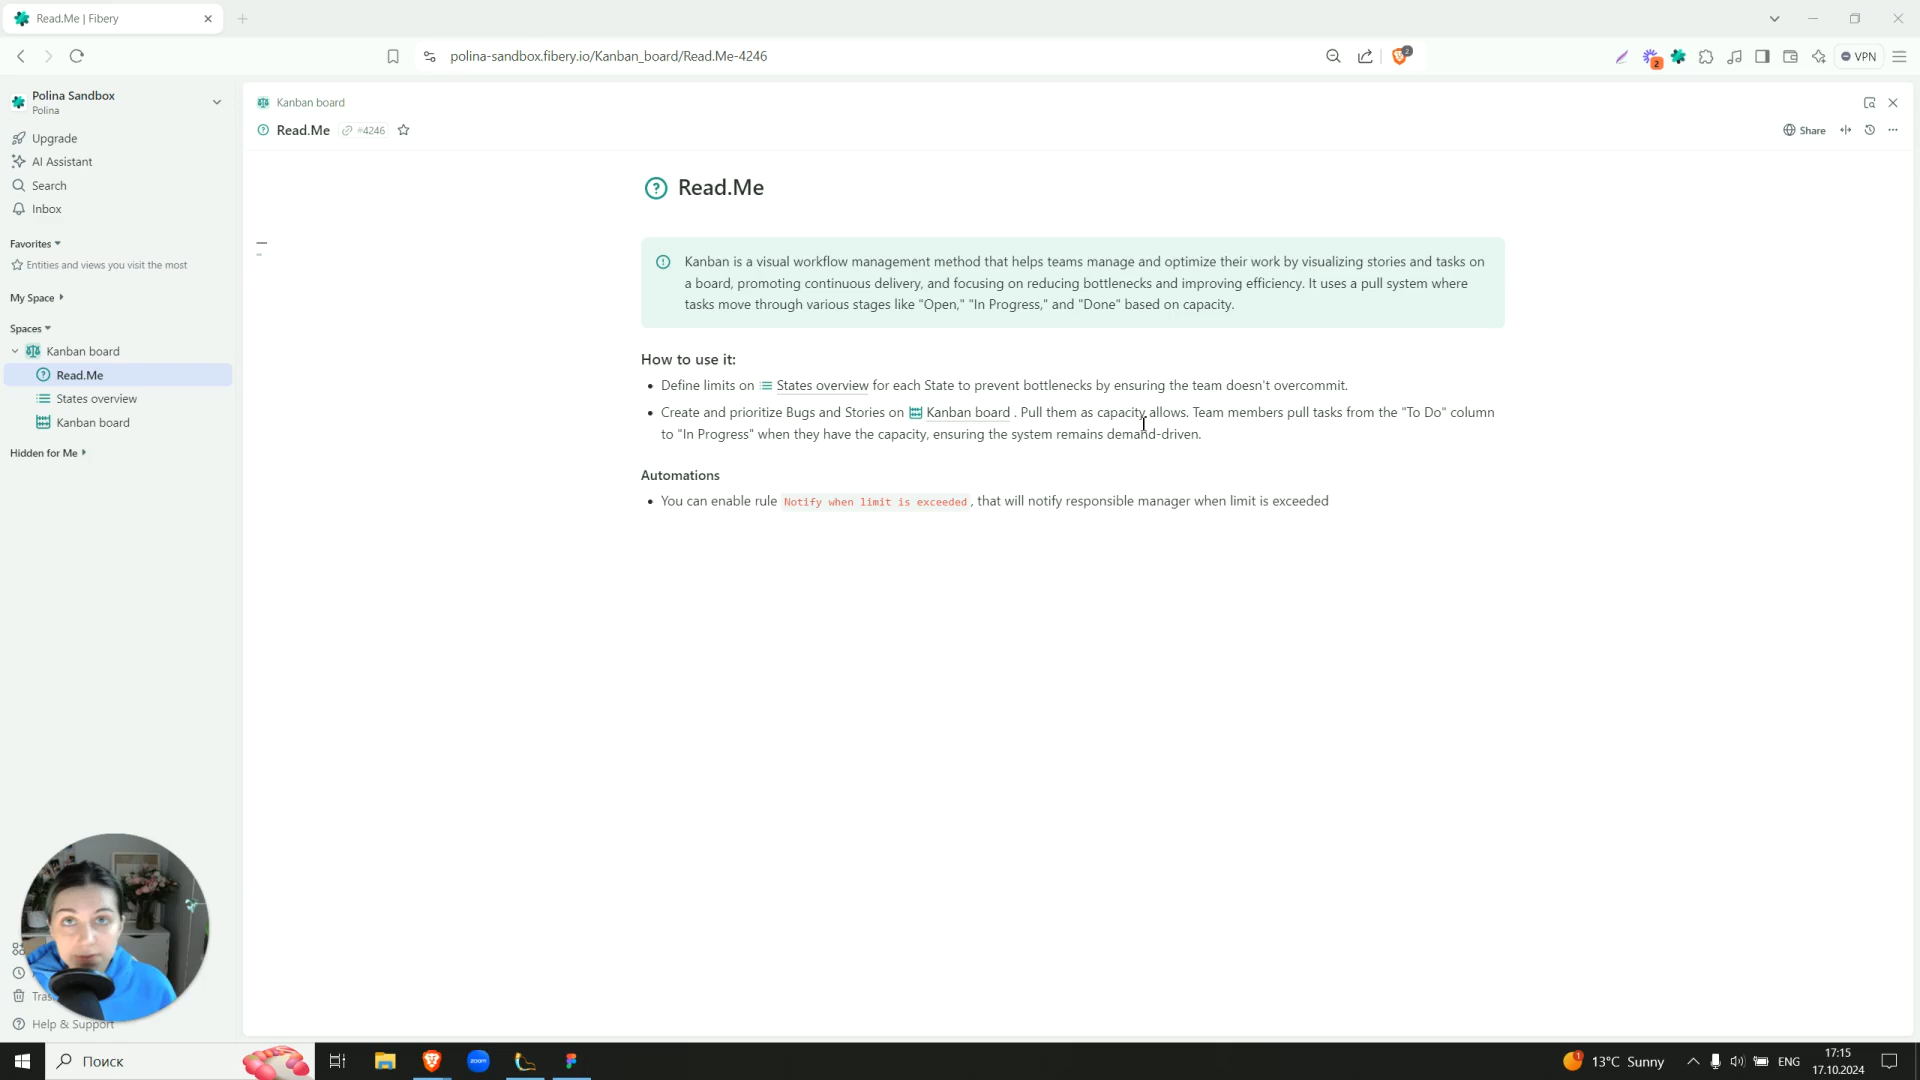 Read.Me | Fibery
polina-sandbox.fibery.io/Kanban_board/Read.Me-4246
2
2
VPN
Polina Sandbox
Polina
Upgrade
AI Assistant
Search
Inbox
Favorites
Entities and views you visit the most
My Space
Spaces
Kanban board
Read.Me
States overview
Kanban board
Hidden for Me
Help & Support
Kanban board
Read.Me #4246
Share
Read.Me
Kanban is a visual workflow management method that helps teams manage and optimize their work by visualizing stories and tasks on
a board, promoting continuous delivery, and focusing on reducing bottlenecks and improving efficiency. It uses a pull system where
tasks move through various stages like "Open," "In Progress," and "Done" based on capacity.
How to use it:
• Define limits on States overview for each State to prevent bottlenecks by ensuring the team doesn't overcommit.
• Create and prioritize Bugs and Stories on Kanban board . Pull them as capacity allows. Team members pull tasks from the "To Do" column
to "In Progress" when they have the capacity, ensuring the system remains demand-driven.
Automations
• You can enable rule Notify when limit is exceeded, that will notify responsible manager when limit is exceeded
Поиск
zoom
1
13°C Sunny
ENG
17:15
17.10.2024